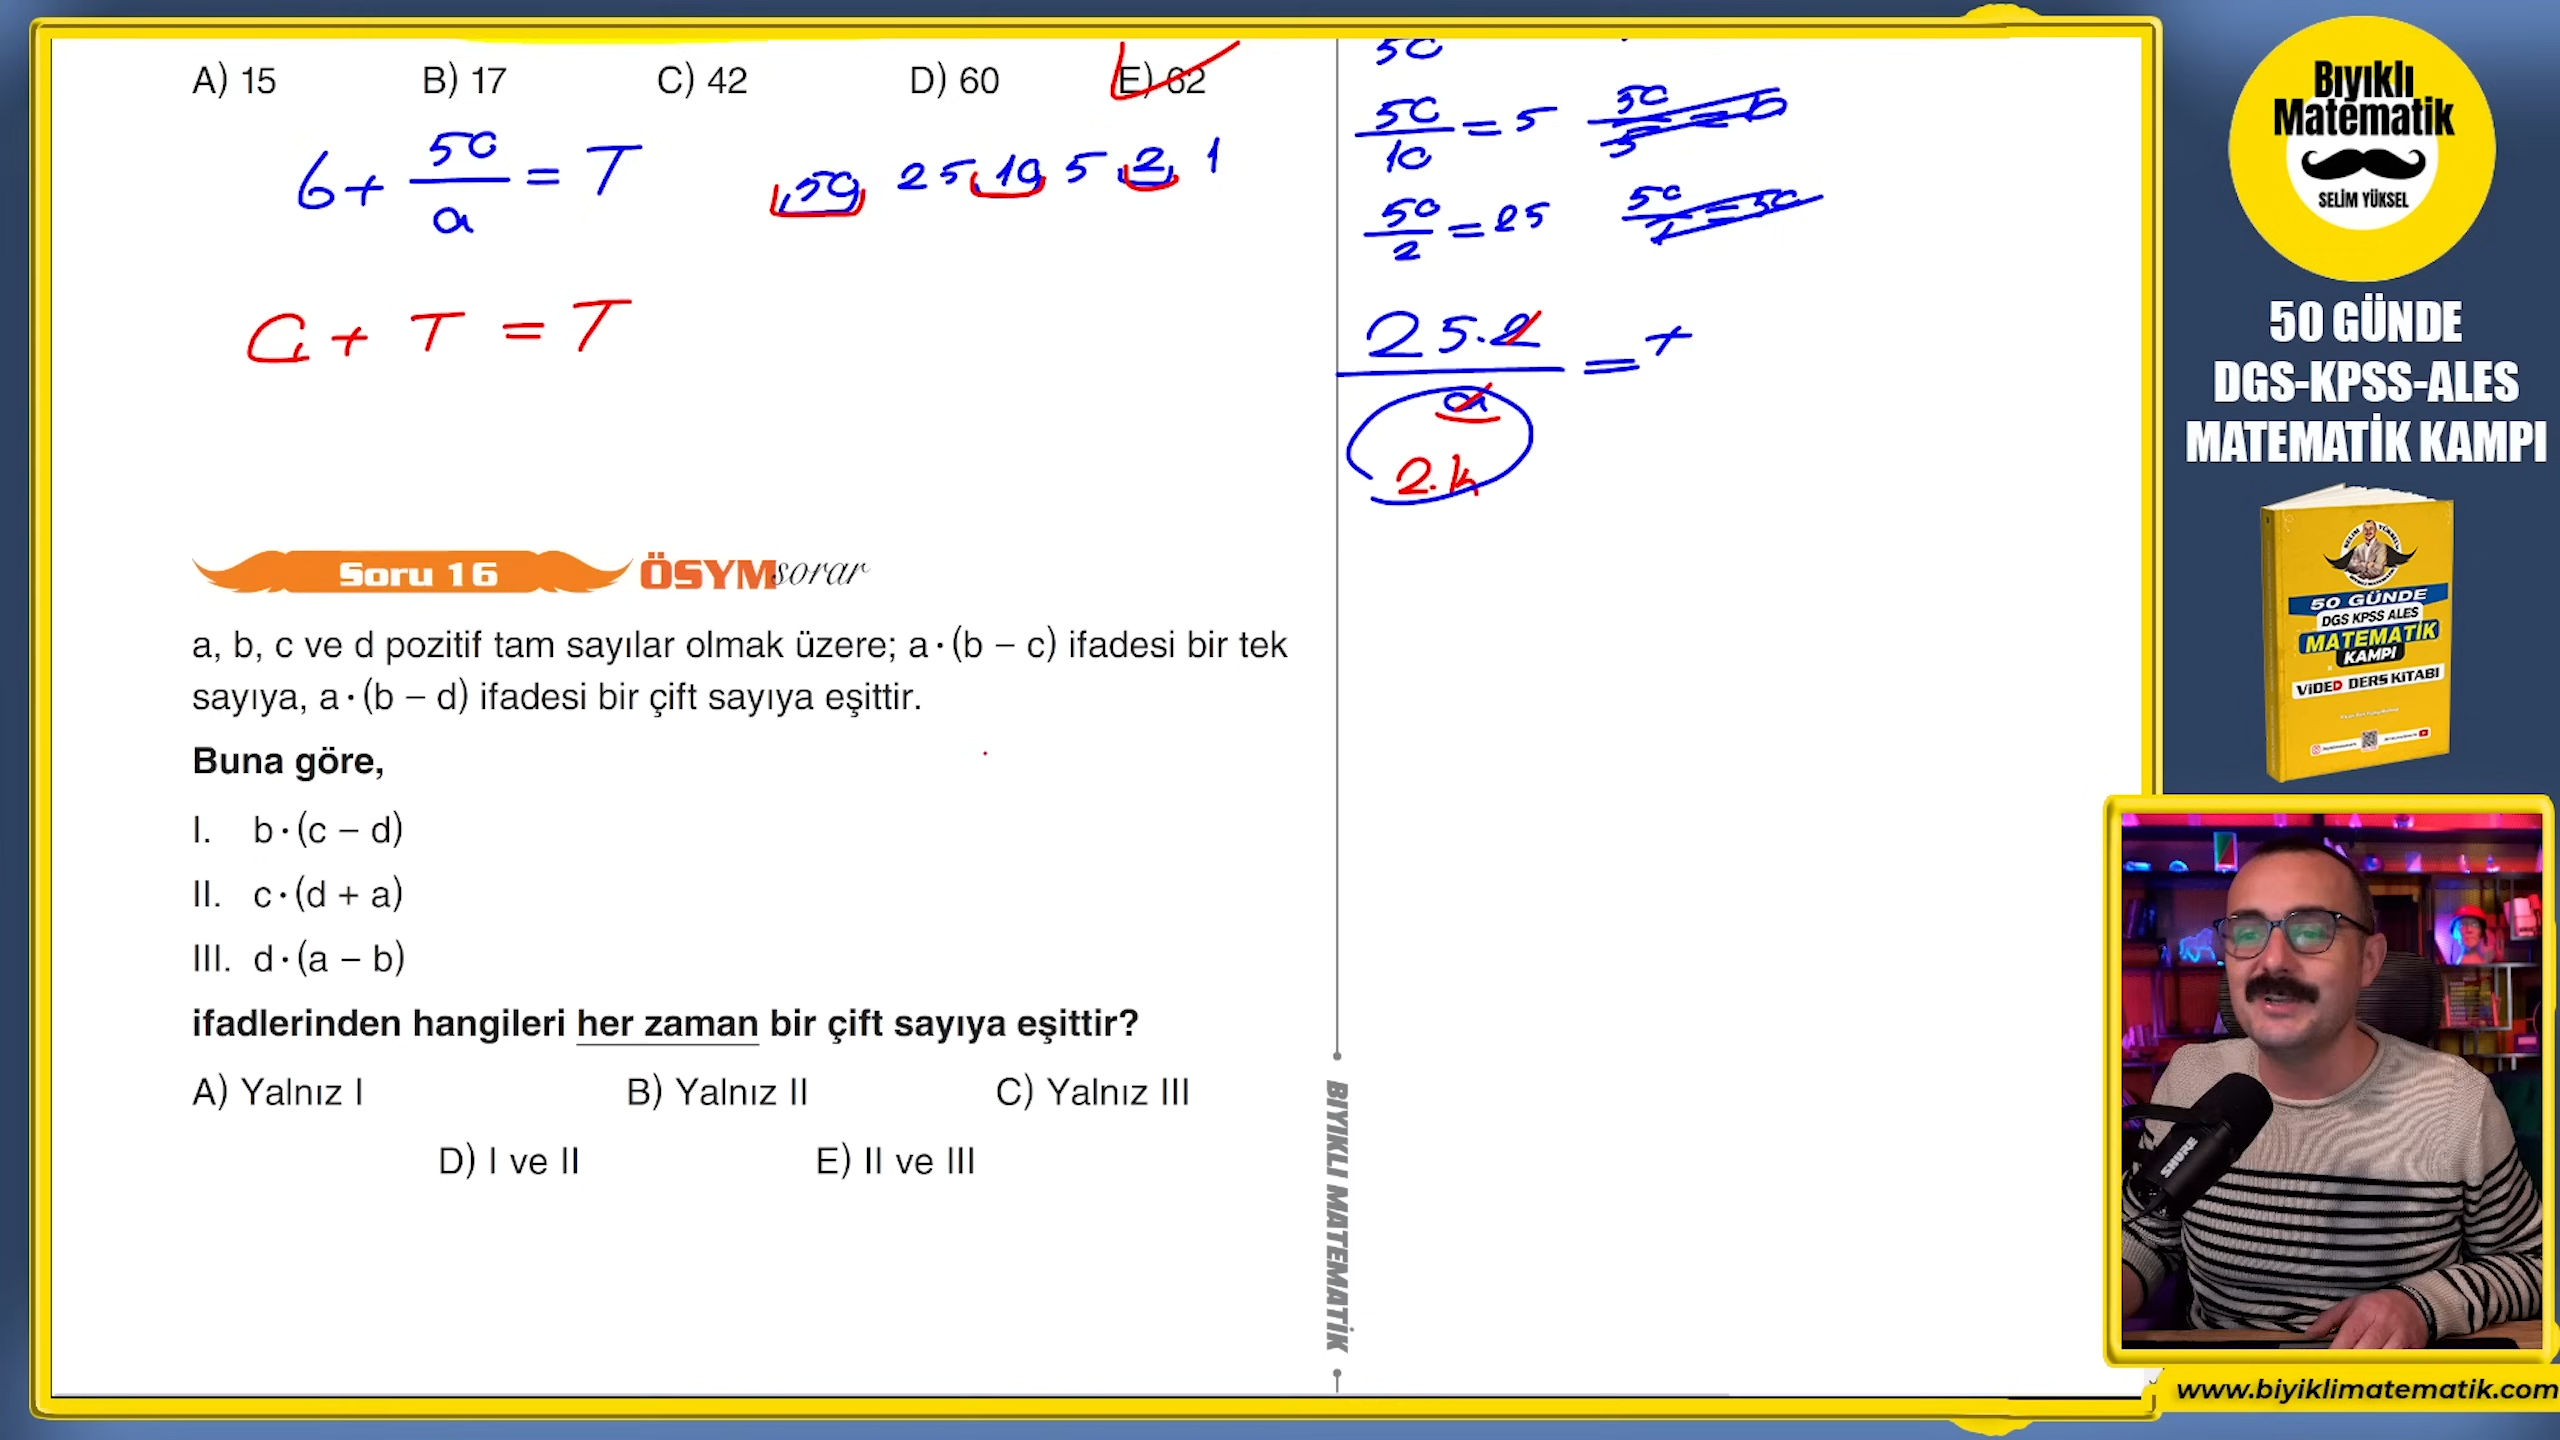 A) 15 B) 17 C) 42 D) 60 E) 62
6 + 50/a = T
50 25 10 5 2 1
Ç + T = T
50
50/10 = 5
50/2 = 25
25.2/a = T
2.k
Soru 16 ÖSYM sorar
a, b, c ve d pozitif tam sayılar olmak üzere; a·(b – c) ifadesi bir tek
sayıya, a·(b – d) ifadesi bir çift sayıya eşittir.
Buna göre,
I. b·(c – d)
II. c·(d + a)
III. d·(a – b)
ifadlerinden hangileri her zaman bir çift sayıya eşittir?
A) Yalnız I B) Yalnız II C) Yalnız III
D) I ve II E) II ve III
BIYIKLI MATEMATİK
Bıyıklı
Matematik
SELİM YÜKSEL
50 GÜNDE
DGS-KPSS-ALES
MATEMATİK KAMPI
50 GÜNDE
DGS KPSS ALES
MATEMATİK
KAMPI
VİDEO DERS KİTABI
SHURE
www.biyiklimatematik.com